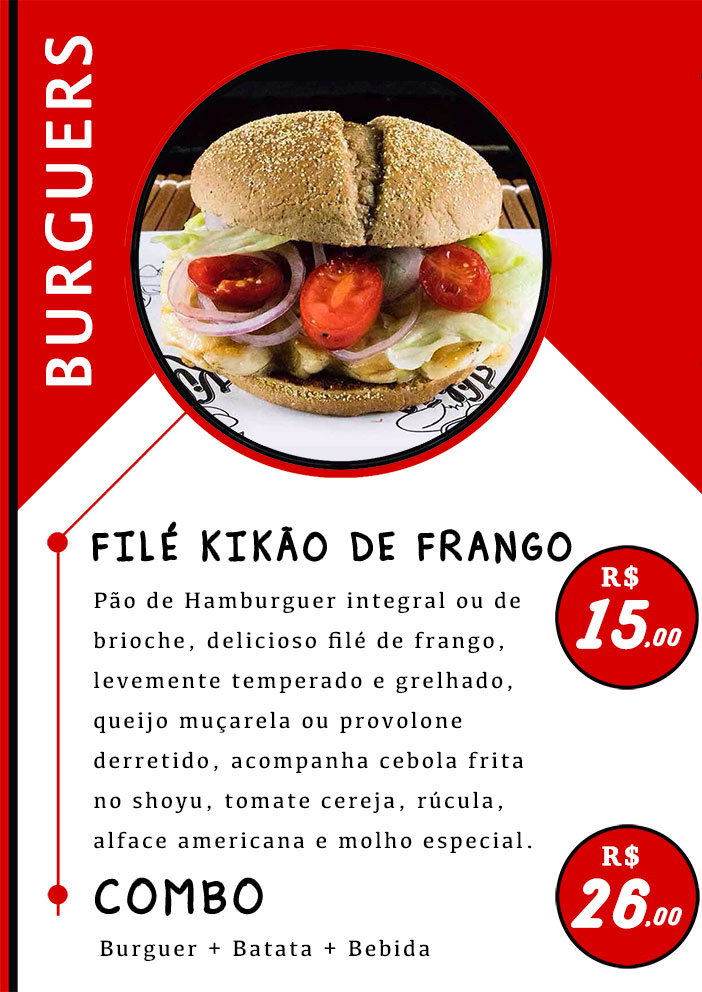 BURGUERS
FILÉ KIKÃO DE FRANGO
Pão de Hamburguer integral ou de
brioche, delicioso filé de frango,
levemente temperado e grelhado,
queijo muçarela ou provolone
derretido, acompanha cebola frita
no shoyu, tomate cereja, rúcula,
alface americana e molho especial.
R$
15,00
COMBO
Burguer + Batata + Bebida
R$
26,00